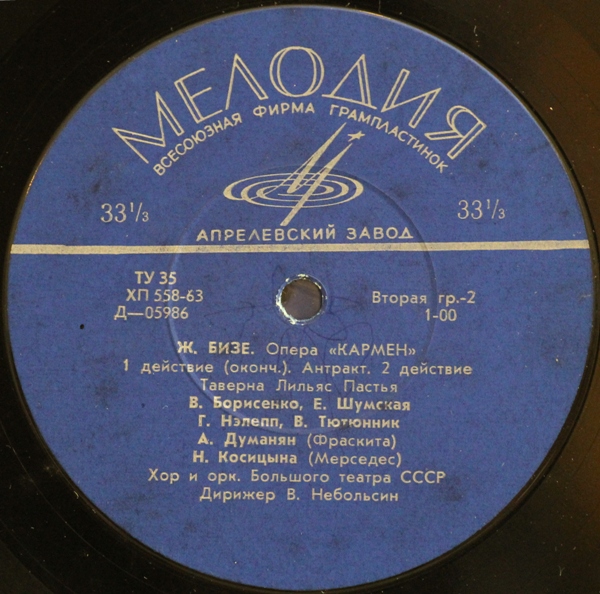 МЕЛОДИЯ
ВСЕСОЮЗНАЯ ФИРМА ГРАМПЛАСТИНОК
33⅓ 33⅓
АПРЕЛЕВСКИЙ ЗАВОД
ТУ 35
ХП 558-63 Вторая гр.-2
Д—05986 1-00
Ж. БИЗЕ. Опера «КАРМЕН»
1 действие (оконч.). Антракт. 2 действие
Таверна Лильяс Пастья
В. Борисенко, Е. Шумская
Г. Нэлепп, В. Тютюнник
А. Думанян (Фраскита)
Н. Косицына (Мерседес)
Хор и орк. Большого театра СССР
Дирижер В. Небольсин